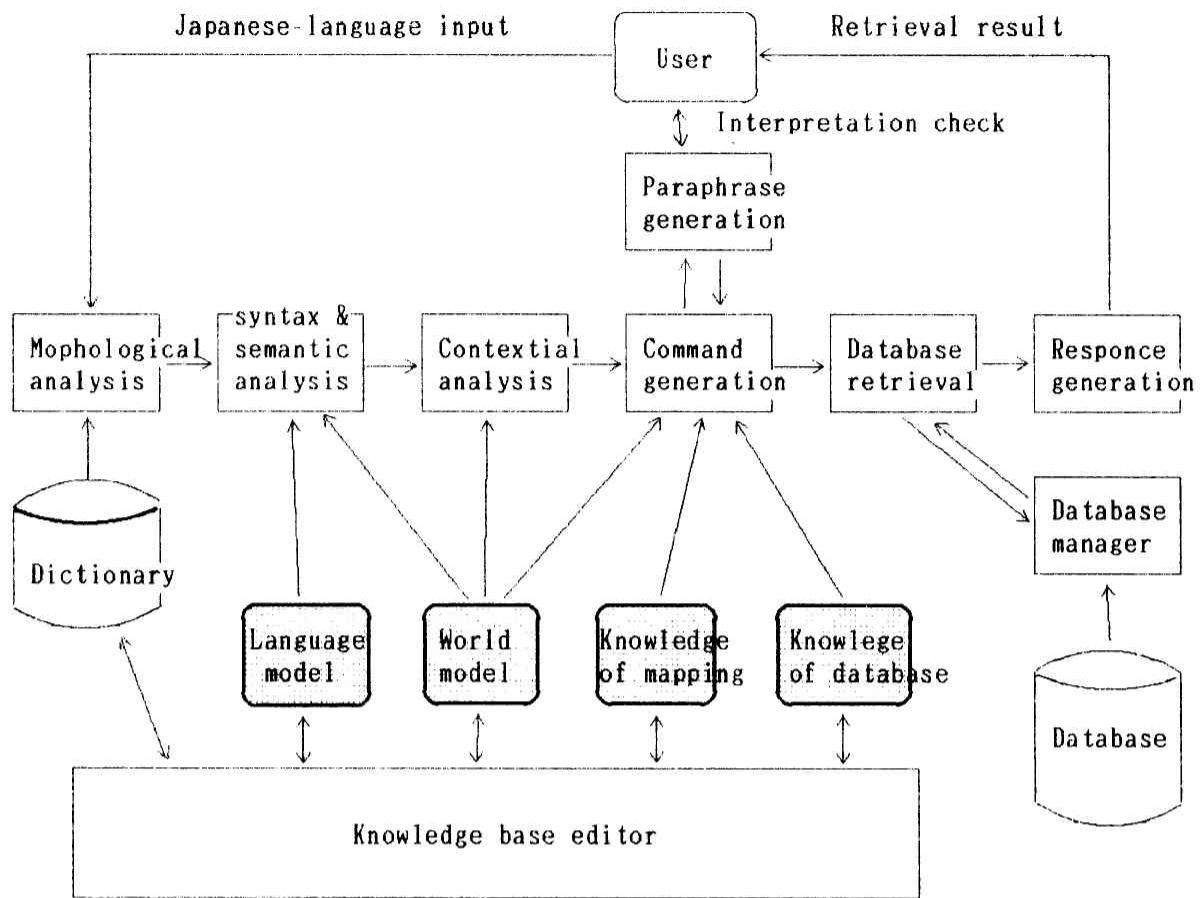 Japanese-language input
User
Retrieval result
Interpretation check
Paraphrase
generation
Mophological
analysis
syntax &
semantic
analysis
Contextial
analysis
Command
generation
Database
retrieval
Responce
generation
Dictionary
Database
manager
Language
model
World
model
Knowledge
of mapping
Knowlege
of database
Database
Knowledge base editor